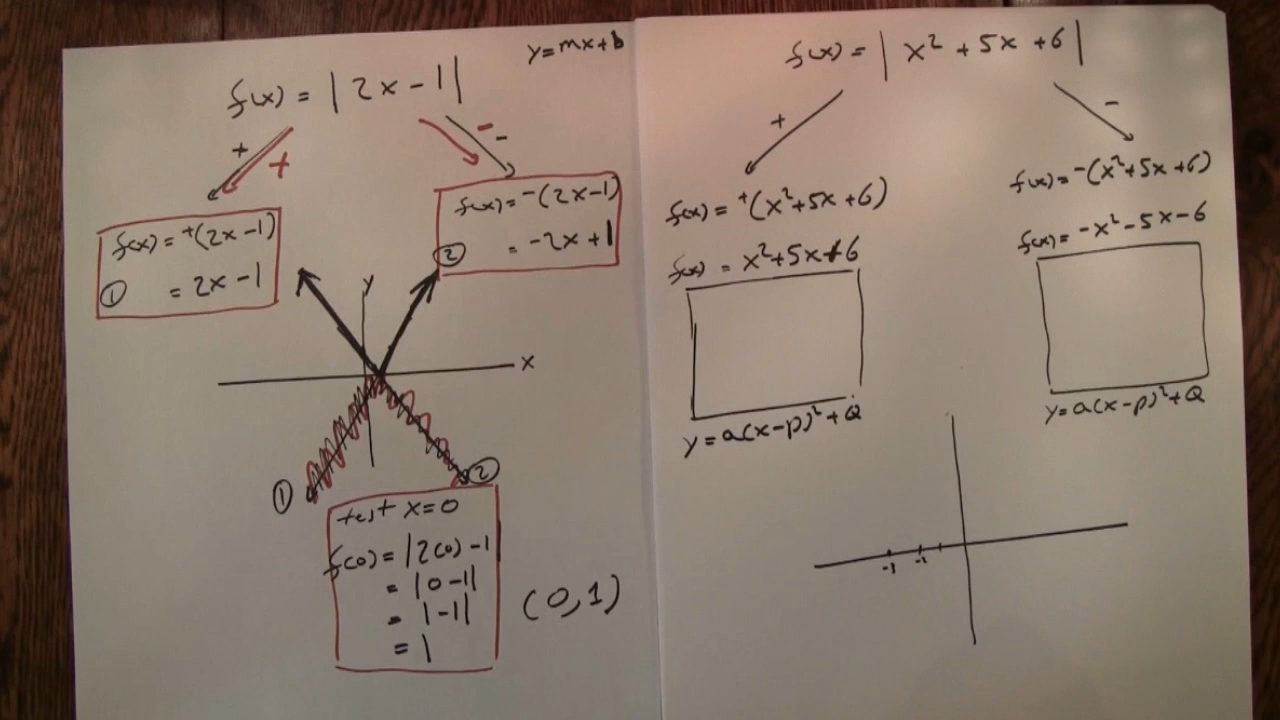 y=mx+b
f(x) = |2x-1|
+
+
-
-
f(x) = +(2x-1)
① = 2x-1
f(x) = -(2x-1)
② = -2x+1
y
x
①
②
test x=0
f(0) = |2(0)-1
= |0-1|
= |-1|
= 1
(0,1)
f(x) = |x²+5x+6|
+
-
f(x) = +(x²+5x+6)
f(x) = x²+5x+6
y=a(x-p)²+Q
f(x) = -(x²+5x+6)
f(x) = -x²-5x-6
y=a(x-p)²+Q